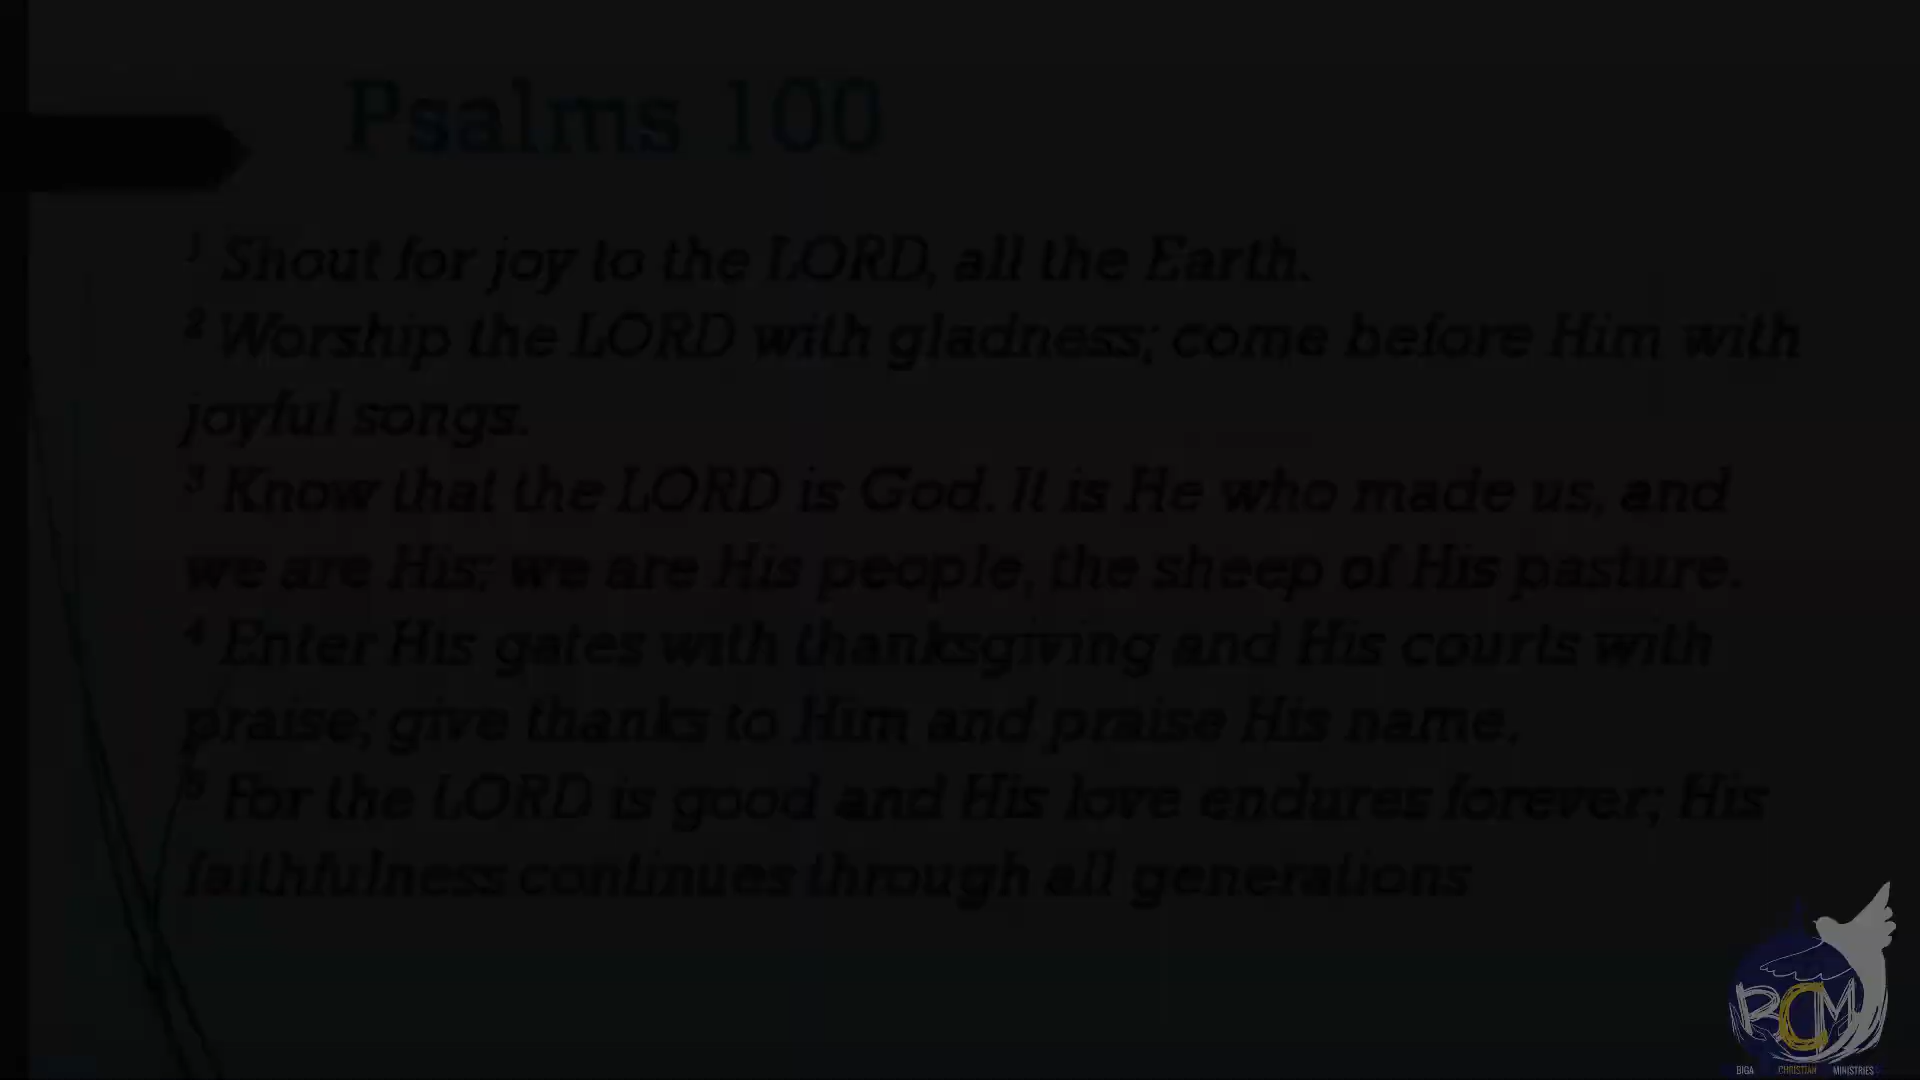 Psalms 100
1 Shout for joy to the LORD, all the Earth.
2 Worship the LORD with gladness; come before Him with
joyful songs.
3 Know that the LORD is God. It is He who made us, and
we are His; we are His people, the sheep of His pasture.
4 Enter His gates with thanksgiving and His courts with
praise; give thanks to Him and praise His name.
5 For the LORD is good and His love endures forever; His
faithfulness continues through all generations
BCM
BIGA CHRISTIAN MINISTRIES